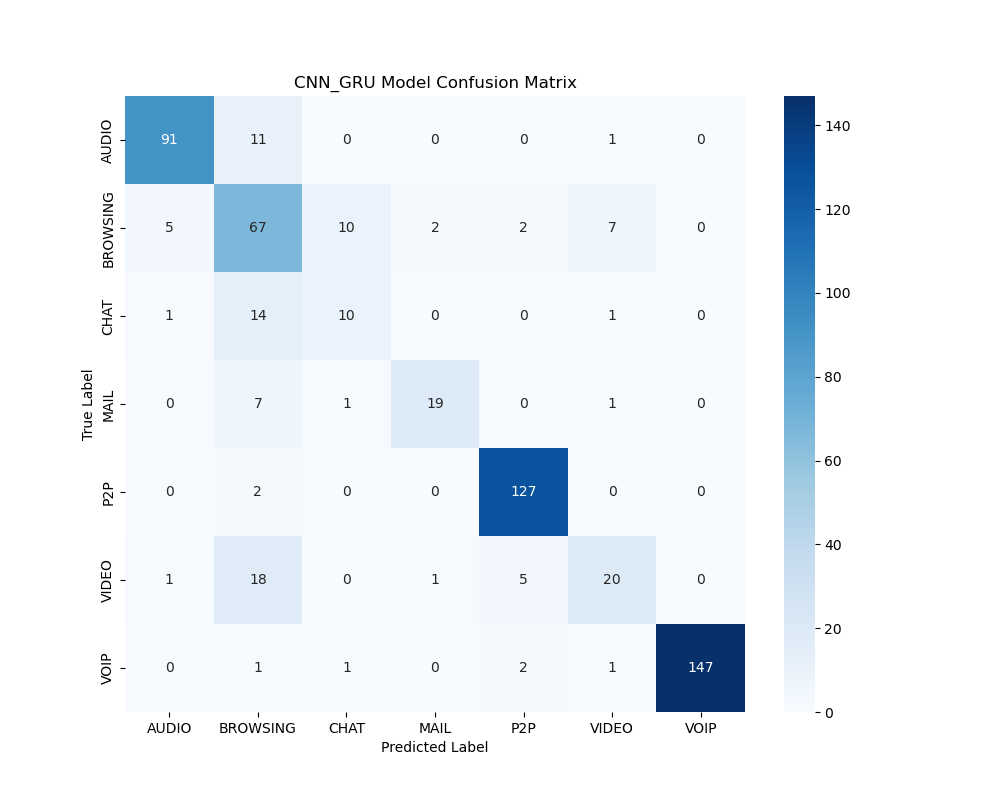 CNN_GRU Model Confusion Matrix
AUDIO 91 11 0 0 0 1 0
BROWSING 5 67 10 2 2 7 0
CHAT 1 14 10 0 0 1 0
MAIL 0 7 1 19 0 1 0
P2P 0 2 0 0 127 0 0
VIDEO 1 18 0 1 5 20 0
VOIP 0 1 1 0 2 1 147
True Label
AUDIO BROWSING CHAT MAIL P2P VIDEO VOIP
Predicted Label
140
120
100
80
60
40
20
0